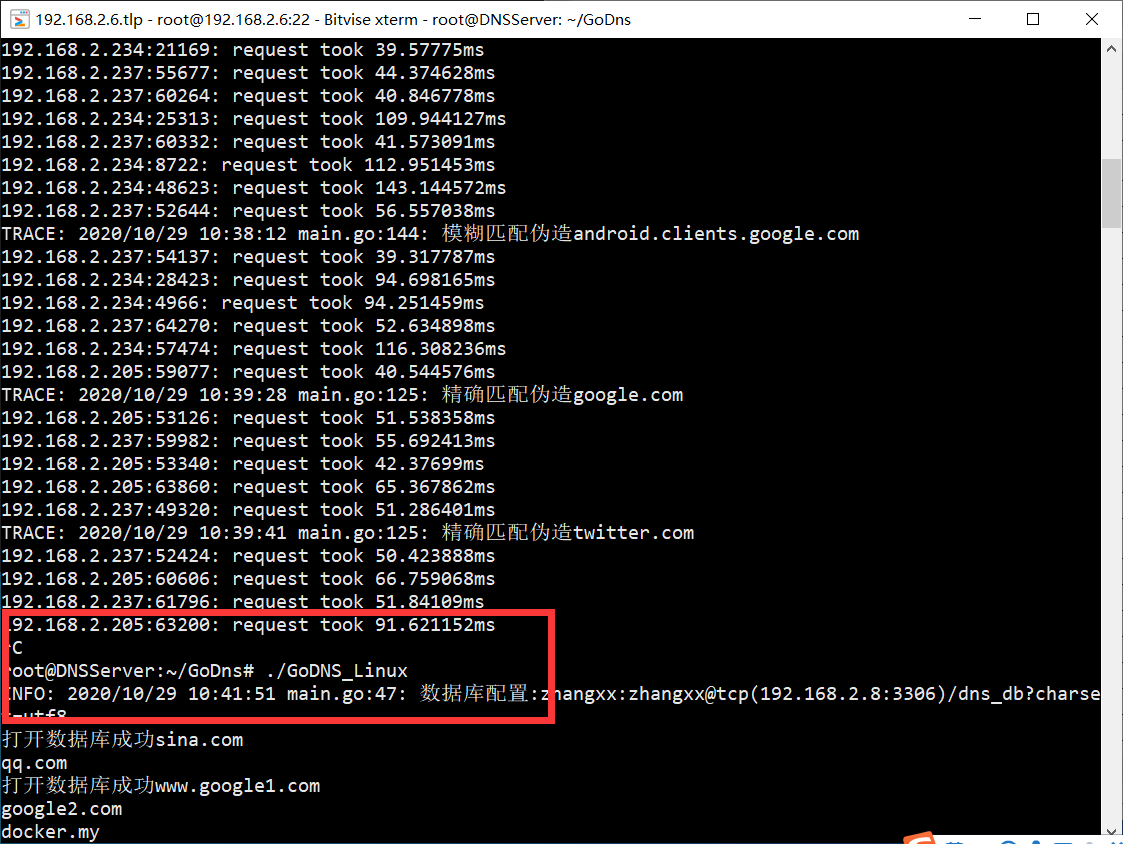 192.168.2.6.tlp - root@192.168.2.6:22 - Bitvise xterm - root@DNSServer: ~/GoDns
192.168.2.234:21169: request took 39.57775ms
192.168.2.237:55677: request took 44.374628ms
192.168.2.237:60264: request took 40.846778ms
192.168.2.234:25313: request took 109.944127ms
192.168.2.237:60332: request took 41.573091ms
192.168.2.234:8722: request took 112.951453ms
192.168.2.234:48623: request took 143.144572ms
192.168.2.237:52644: request took 56.557038ms
TRACE: 2020/10/29 10:38:12 main.go:144: 模糊匹配伪造android.clients.google.com
192.168.2.237:54137: request took 39.317787ms
192.168.2.234:28423: request took 94.698165ms
192.168.2.234:4966: request took 94.251459ms
192.168.2.237:64270: request took 52.634898ms
192.168.2.234:57474: request took 116.308236ms
192.168.2.205:59077: request took 40.544576ms
TRACE: 2020/10/29 10:39:28 main.go:125: 精确匹配伪造google.com
192.168.2.205:53126: request took 51.538358ms
192.168.2.237:59982: request took 55.692413ms
192.168.2.205:53340: request took 42.37699ms
192.168.2.205:63860: request took 65.367862ms
192.168.2.237:49320: request took 51.286401ms
TRACE: 2020/10/29 10:39:41 main.go:125: 精确匹配伪造twitter.com
192.168.2.237:52424: request took 50.423888ms
192.168.2.205:60606: request took 66.759068ms
192.168.2.237:61796: request took 51.84109ms
192.168.2.205:63200: request took 91.621152ms
^C
root@DNSServer:~/GoDns# ./GoDNS_Linux
INFO: 2020/10/29 10:41:51 main.go:47: 数据库配置:zhangxx:zhangxx@tcp(192.168.2.8:3306)/dns_db?charse
t=utf8
打开数据库成功sina.com
qq.com
打开数据库成功www.google1.com
google2.com
docker.my